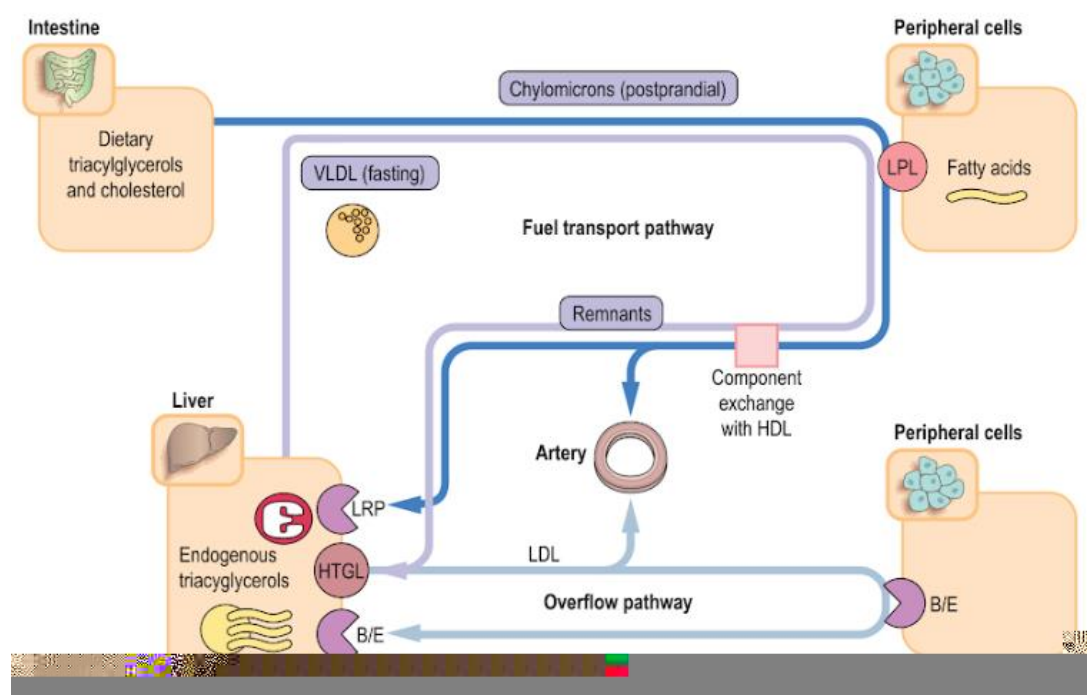 Intestine
Peripheral cells
Chylomicrons (postprandial)
Dietary
triacylglycerols
and cholesterol
VLDL (fasting)
LPL
Fatty acids
Fuel transport pathway
Remnants
Component
exchange
with HDL
Liver
Artery
Peripheral cells
LRP
Endogenous
triacyglycerols
HTGL
LDL
Overflow pathway
B/E
B/E